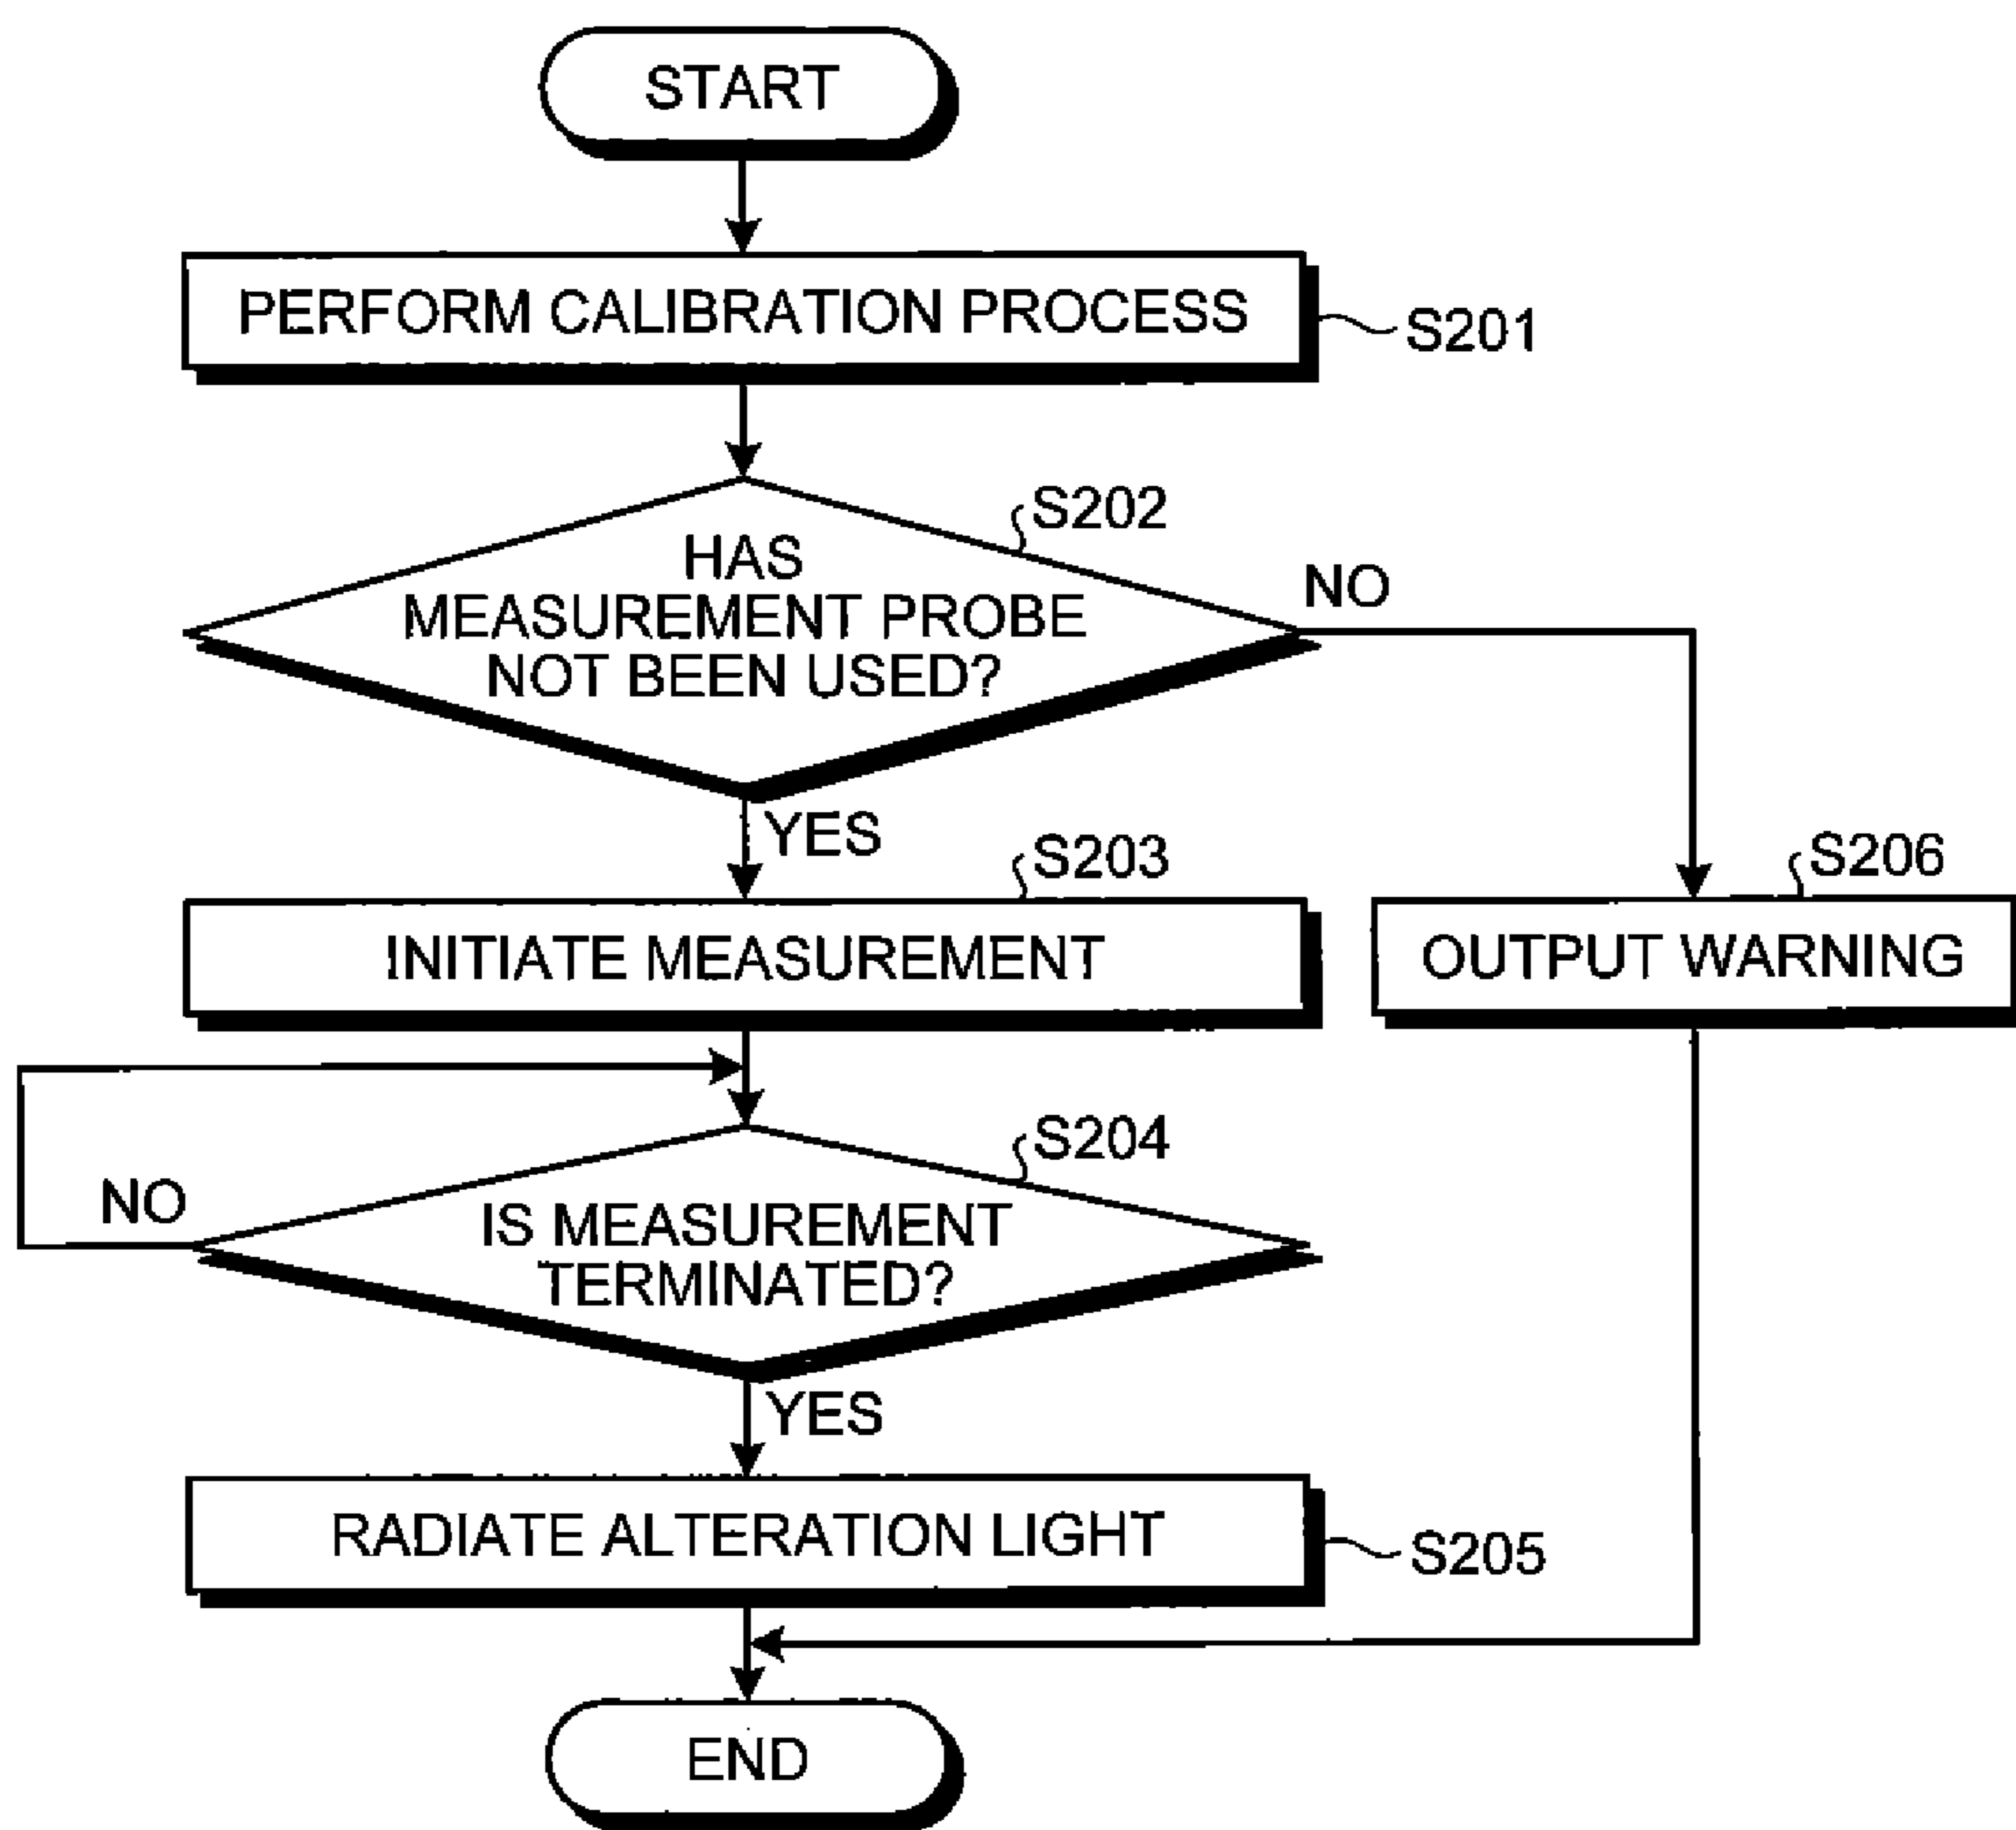 START
PERFORM CALIBRATION PROCESS
S201
S202
HAS
MEASUREMENT PROBE
NOT BEEN USED?
NO
YES
S203
INITIATE MEASUREMENT
S206
OUTPUT WARNING
S204
NO
IS MEASUREMENT
TERMINATED?
YES
RADIATE ALTERATION LIGHT
S205
END